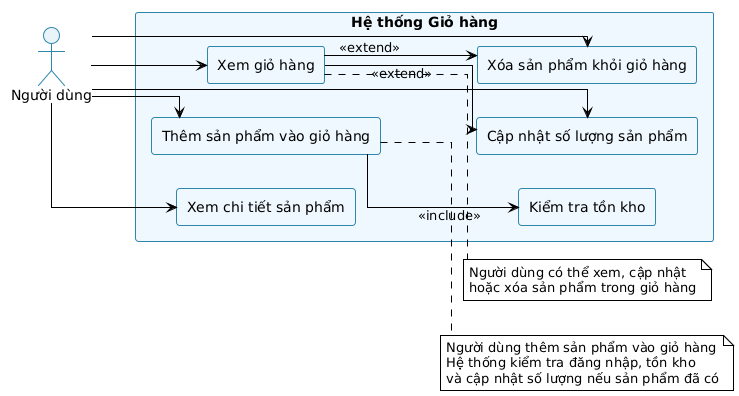 Hệ thống Giỏ hàng
Người dùng
Xem giỏ hàng
«extend»
«extend»
Xóa sản phẩm khỏi giỏ hàng
Thêm sản phẩm vào giỏ hàng
Cập nhật số lượng sản phẩm
Xem chi tiết sản phẩm
«include»
Kiểm tra tồn kho
Người dùng có thể xem, cập nhật
hoặc xóa sản phẩm trong giỏ hàng
Người dùng thêm sản phẩm vào giỏ hàng
Hệ thống kiểm tra đăng nhập, tồn kho
và cập nhật số lượng nếu sản phẩm đã có